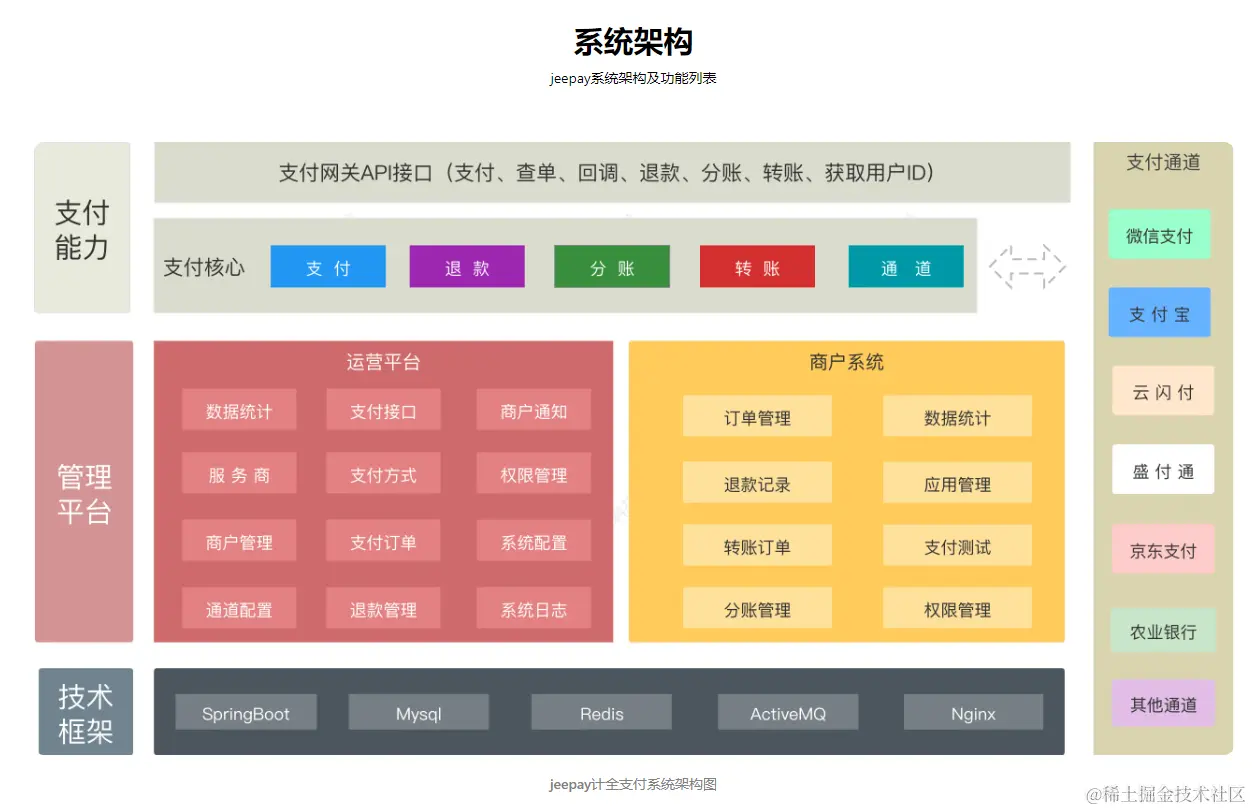 系统架构
jeepay系统架构及功能列表
支付
能力
支付网关API接口（支付、查单、回调、退款、分账、转账、获取用户ID）
支付核心
支 付
退 款
分 账
转 账
通 道
管理
平台
运营平台
数据统计
支付接口
商户通知
服 务 商
支付方式
权限管理
商户管理
支付订单
系统配置
通道配置
退款管理
系统日志
商户系统
订单管理
数据统计
退款记录
应用管理
转账订单
支付测试
分账管理
权限管理
技术
框架
SpringBoot
Mysql
Redis
ActiveMQ
Nginx
支付通道
微信支付
支 付 宝
云 闪 付
盛 付 通
京东支付
农业银行
其他通道
jeepay计全支付系统架构图
@稀土掘金技术社区